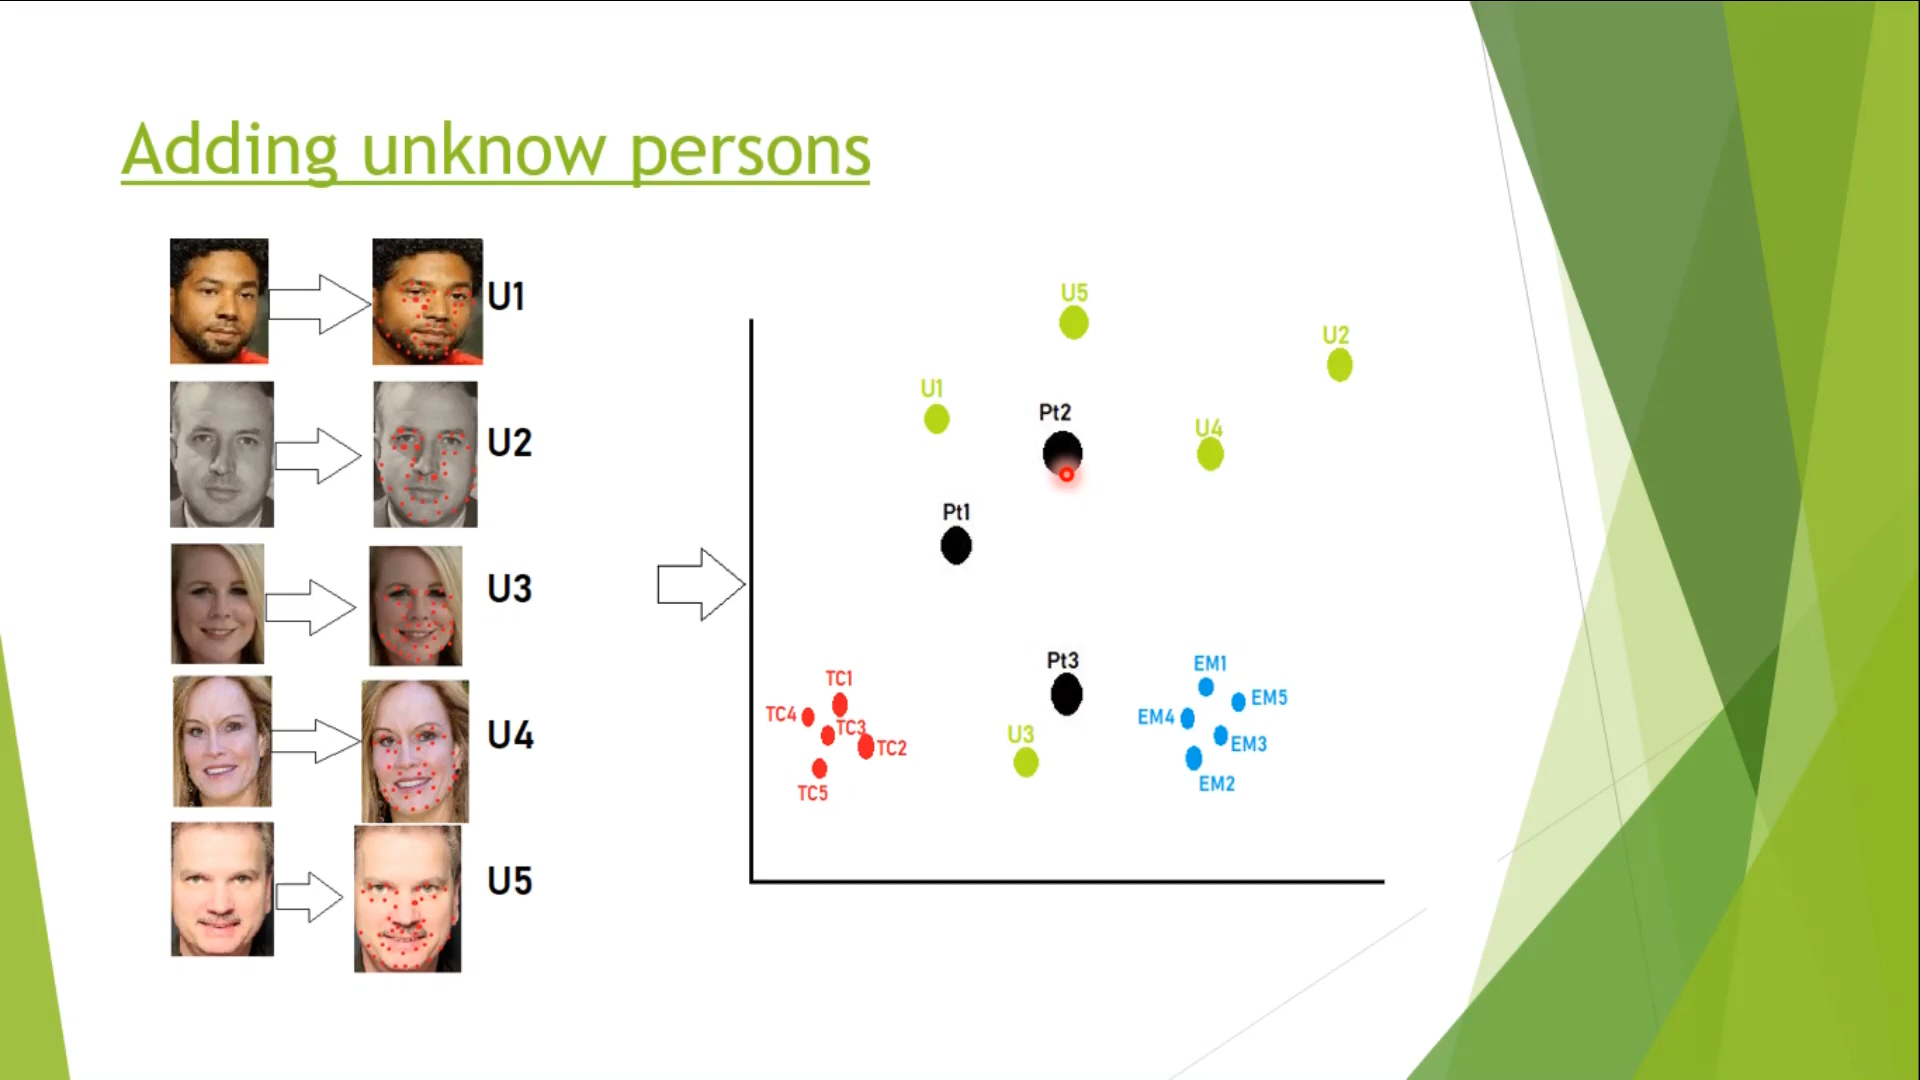 Adding unknow persons
U1
U2
U3
U4
U5
U5
U2
U1
Pt2
U4
Pt1
Pt3
EM1
TC1
EM5
TC4
EM4
TC3
U3
TC2
EM3
EM2
TC5